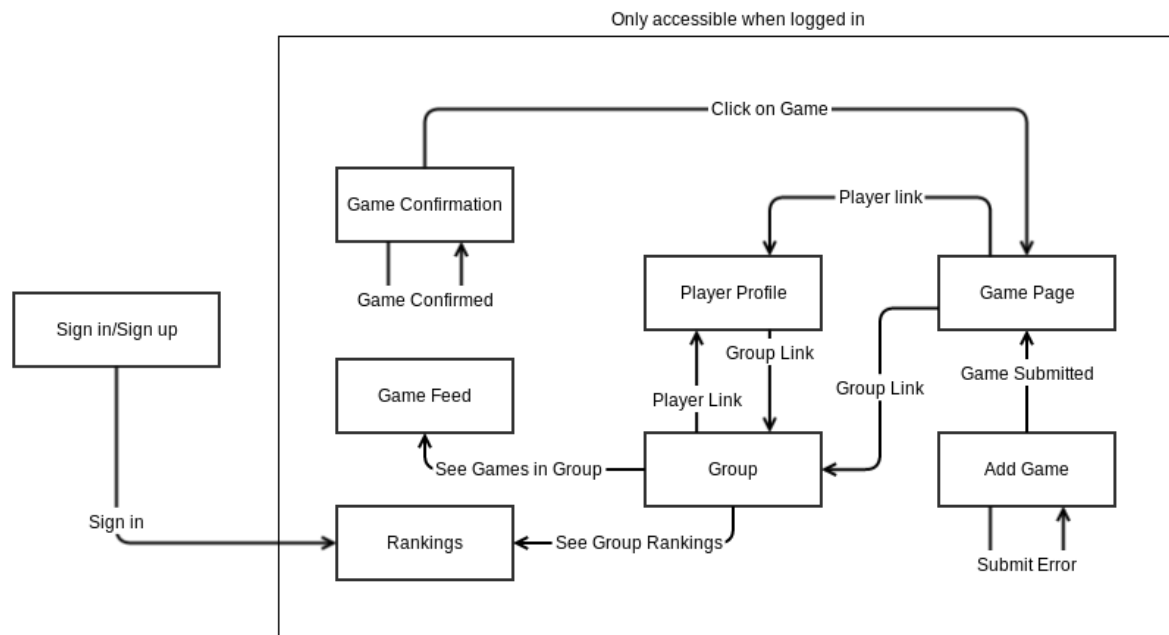 Only accessible when logged in
Click on Game
Game Confirmation
Player link
Game Confirmed
Player Profile
Game Page
Sign in/Sign up
Group Link
Game Submitted
Game Feed
Player Link
Group Link
See Games in Group
Group
Add Game
Sign in
Rankings
See Group Rankings
Submit Error